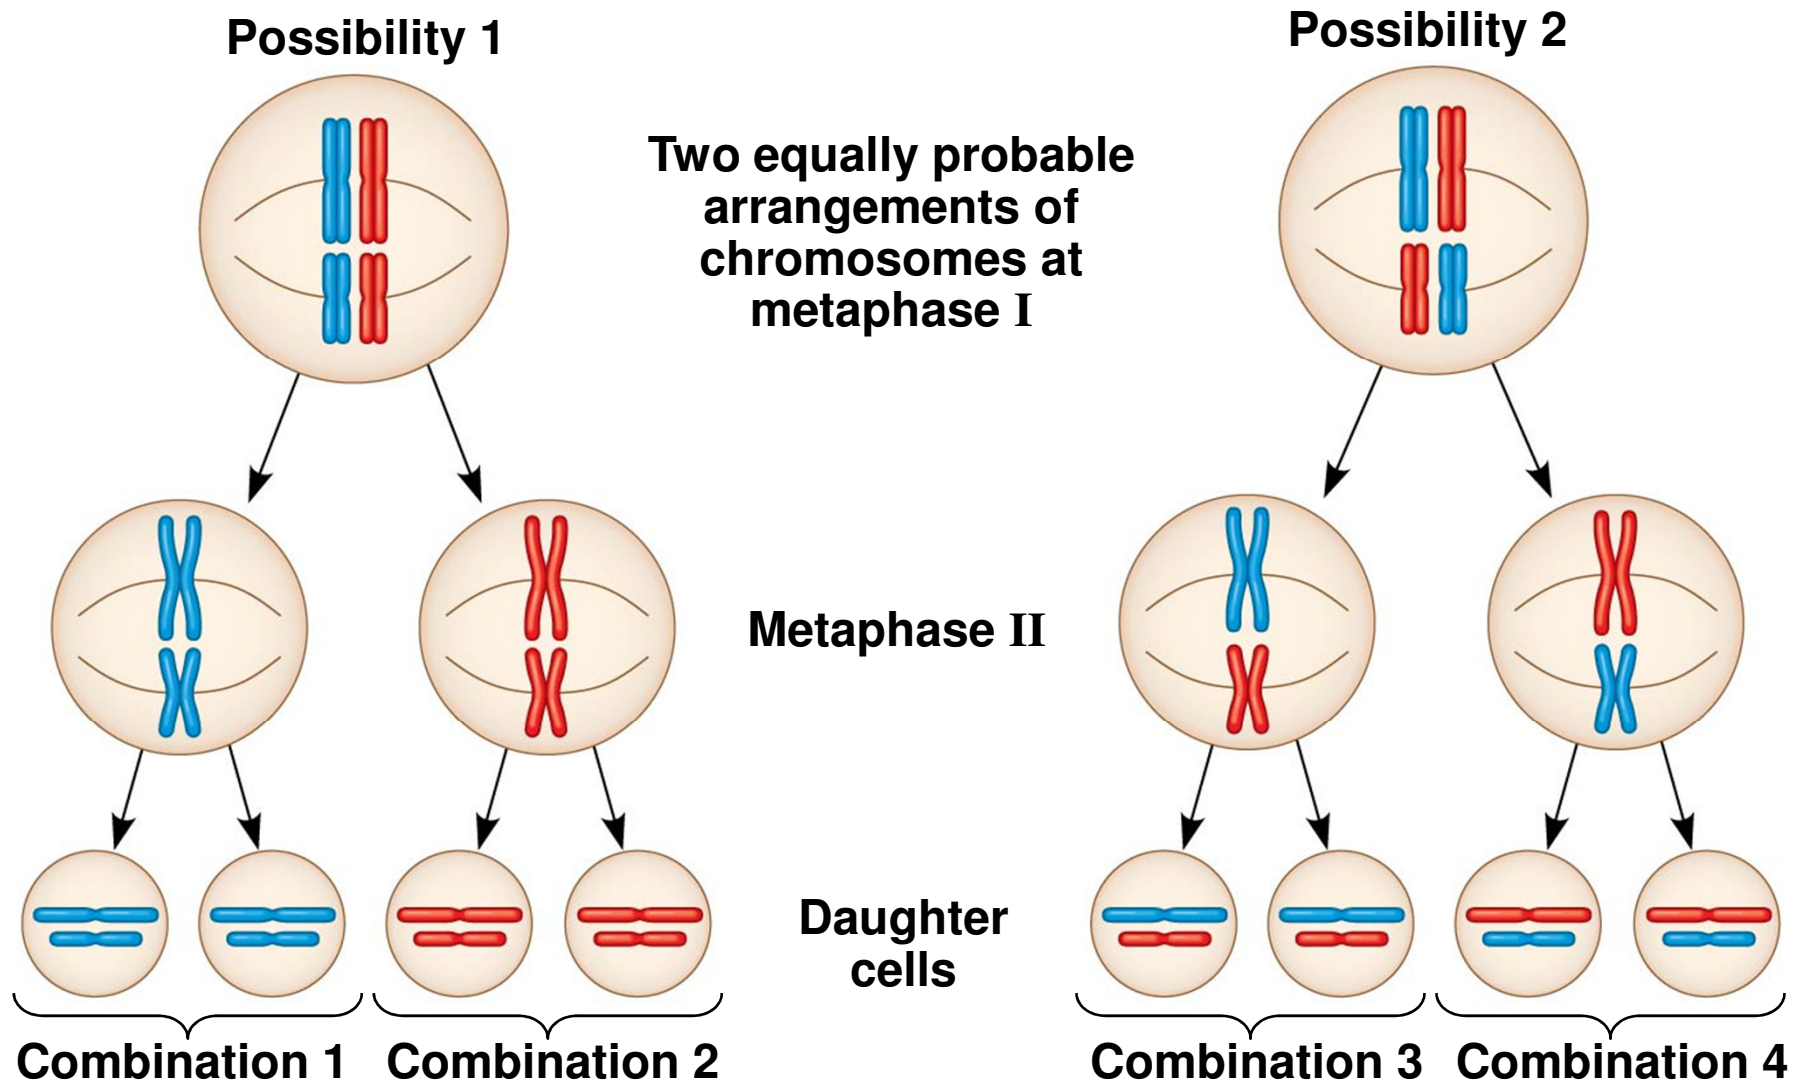 Possibility 1
Possibility 2
Two equally probable
arrangements of
chromosomes at
metaphase I
Metaphase II
Daughter
cells
Combination 1
Combination 2
Combination 3
Combination 4